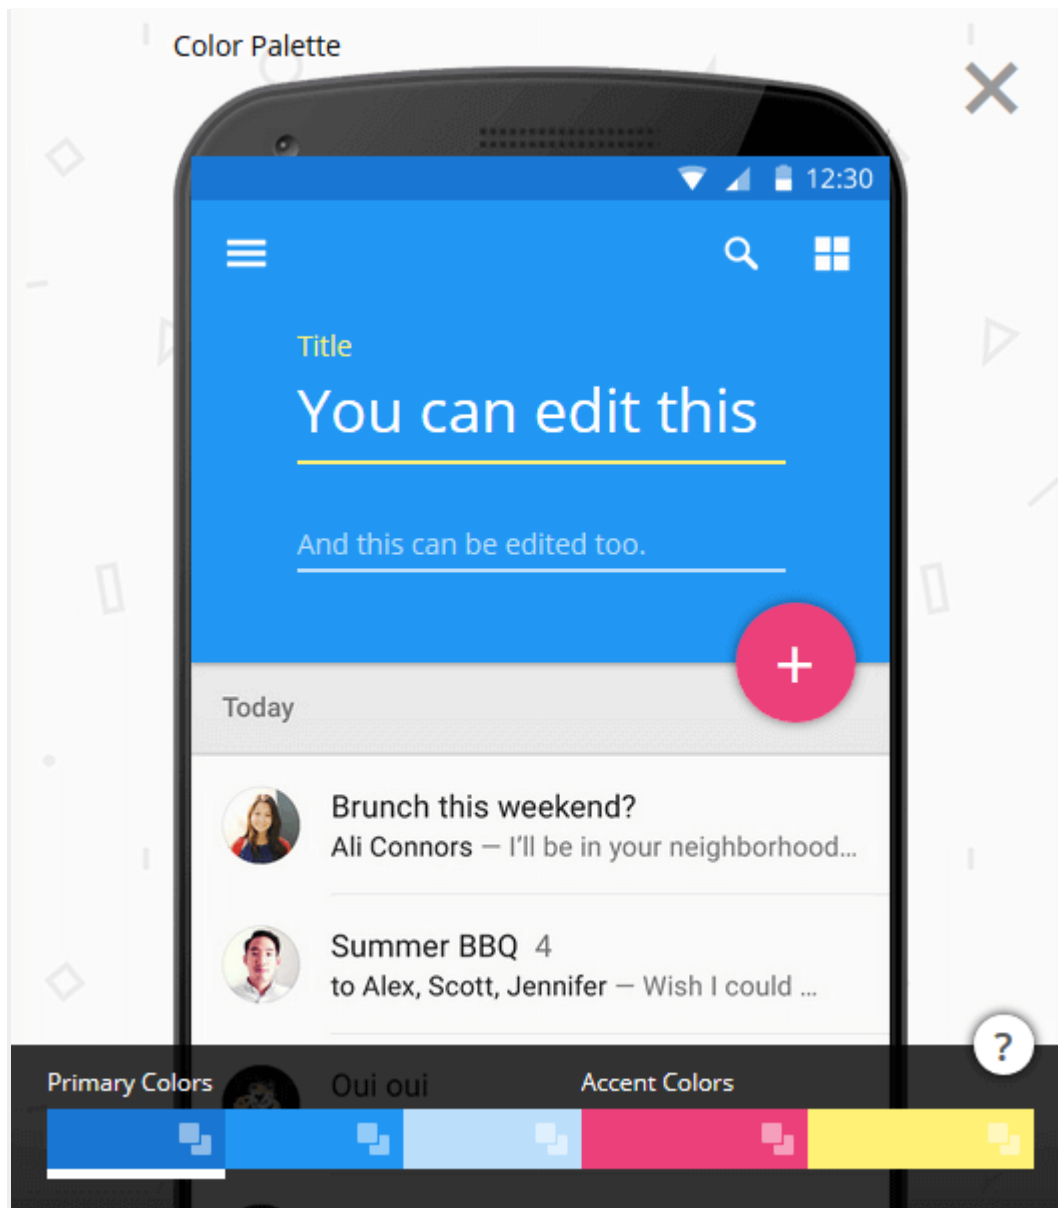 Color Palette
12:30
Title
You can edit this
And this can be edited too.
+
Today
Brunch this weekend?
Ali Connors — I'll be in your neighborhood…
Summer BBQ 4
to Alex, Scott, Jennifer — Wish I could …
?
Oui oui
Primary Colors
Accent Colors